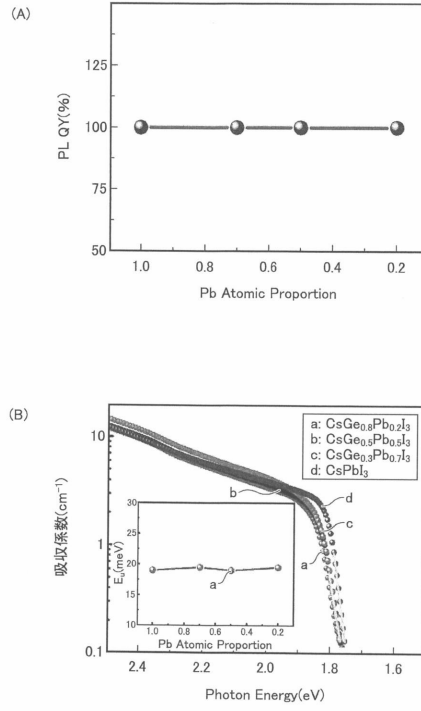 (A)
PL QY(%)
150
125
100
75
50
1.0 0.8 0.6 0.4 0.2
Pb Atomic Proportion
(B)
吸収係数(cm⁻¹)
10
1
0.1
a: CsGe₀.₈Pb₀.₂I₃
b: CsGe₀.₅Pb₀.₅I₃
c: CsGe₀.₃Pb₀.₇I₃
d: CsPbI₃
b
d
c
a
Eᵤ(meV)
30
25
20
15
10
a
1.0 0.8 0.6 0.4 0.2
Pb Atomic Proportion
2.4 2.2 2.0 1.8 1.6
Photon Energy(eV)